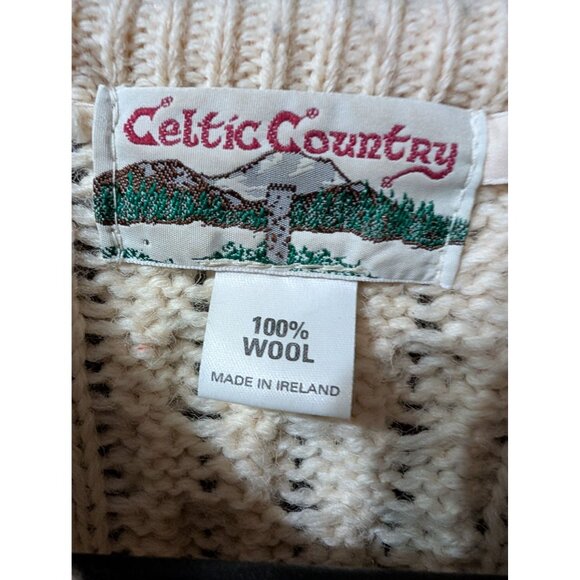 Celtic Country
100%
WOOL
MADE IN IRELAND